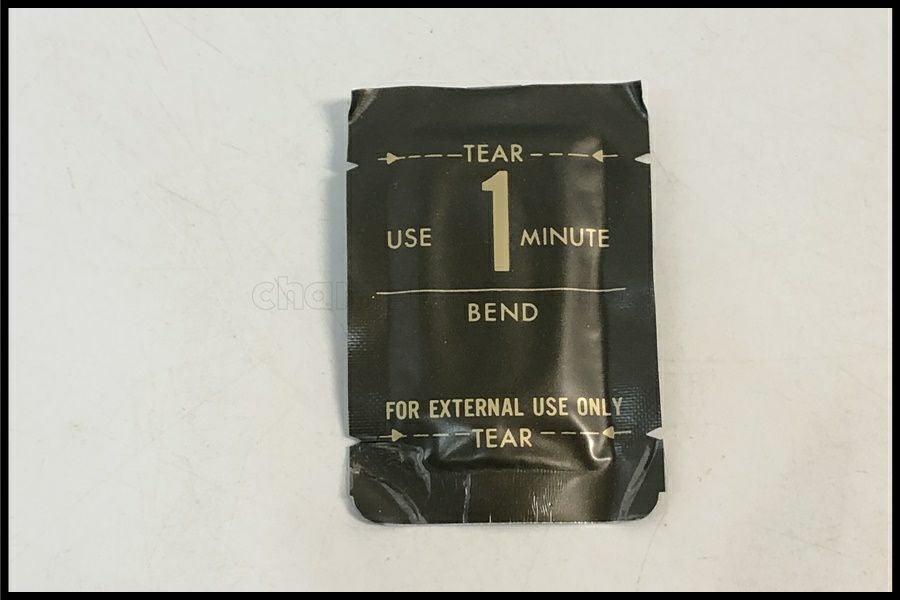 TEAR
1
USE MINUTE
BEND
FOR EXTERNAL USE ONLY
TEAR